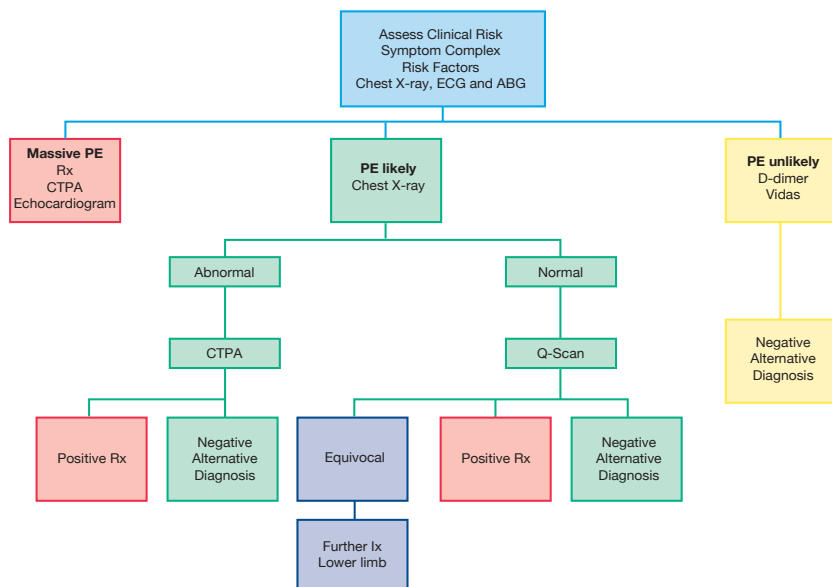 Assess Clinical Risk
Symptom Complex
Risk Factors
Chest X-ray, ECG and ABG
Massive PE
Rx
CTPA
Echocardiogram
PE likely
Chest X-ray
PE unlikely
D-dimer
Vidas
Abnormal
Normal
CTPA
Q-Scan
Negative
Alternative
Diagnosis
Positive Rx
Negative
Alternative
Diagnosis
Equivocal
Positive Rx
Negative
Alternative
Diagnosis
Further Ix
Lower limb